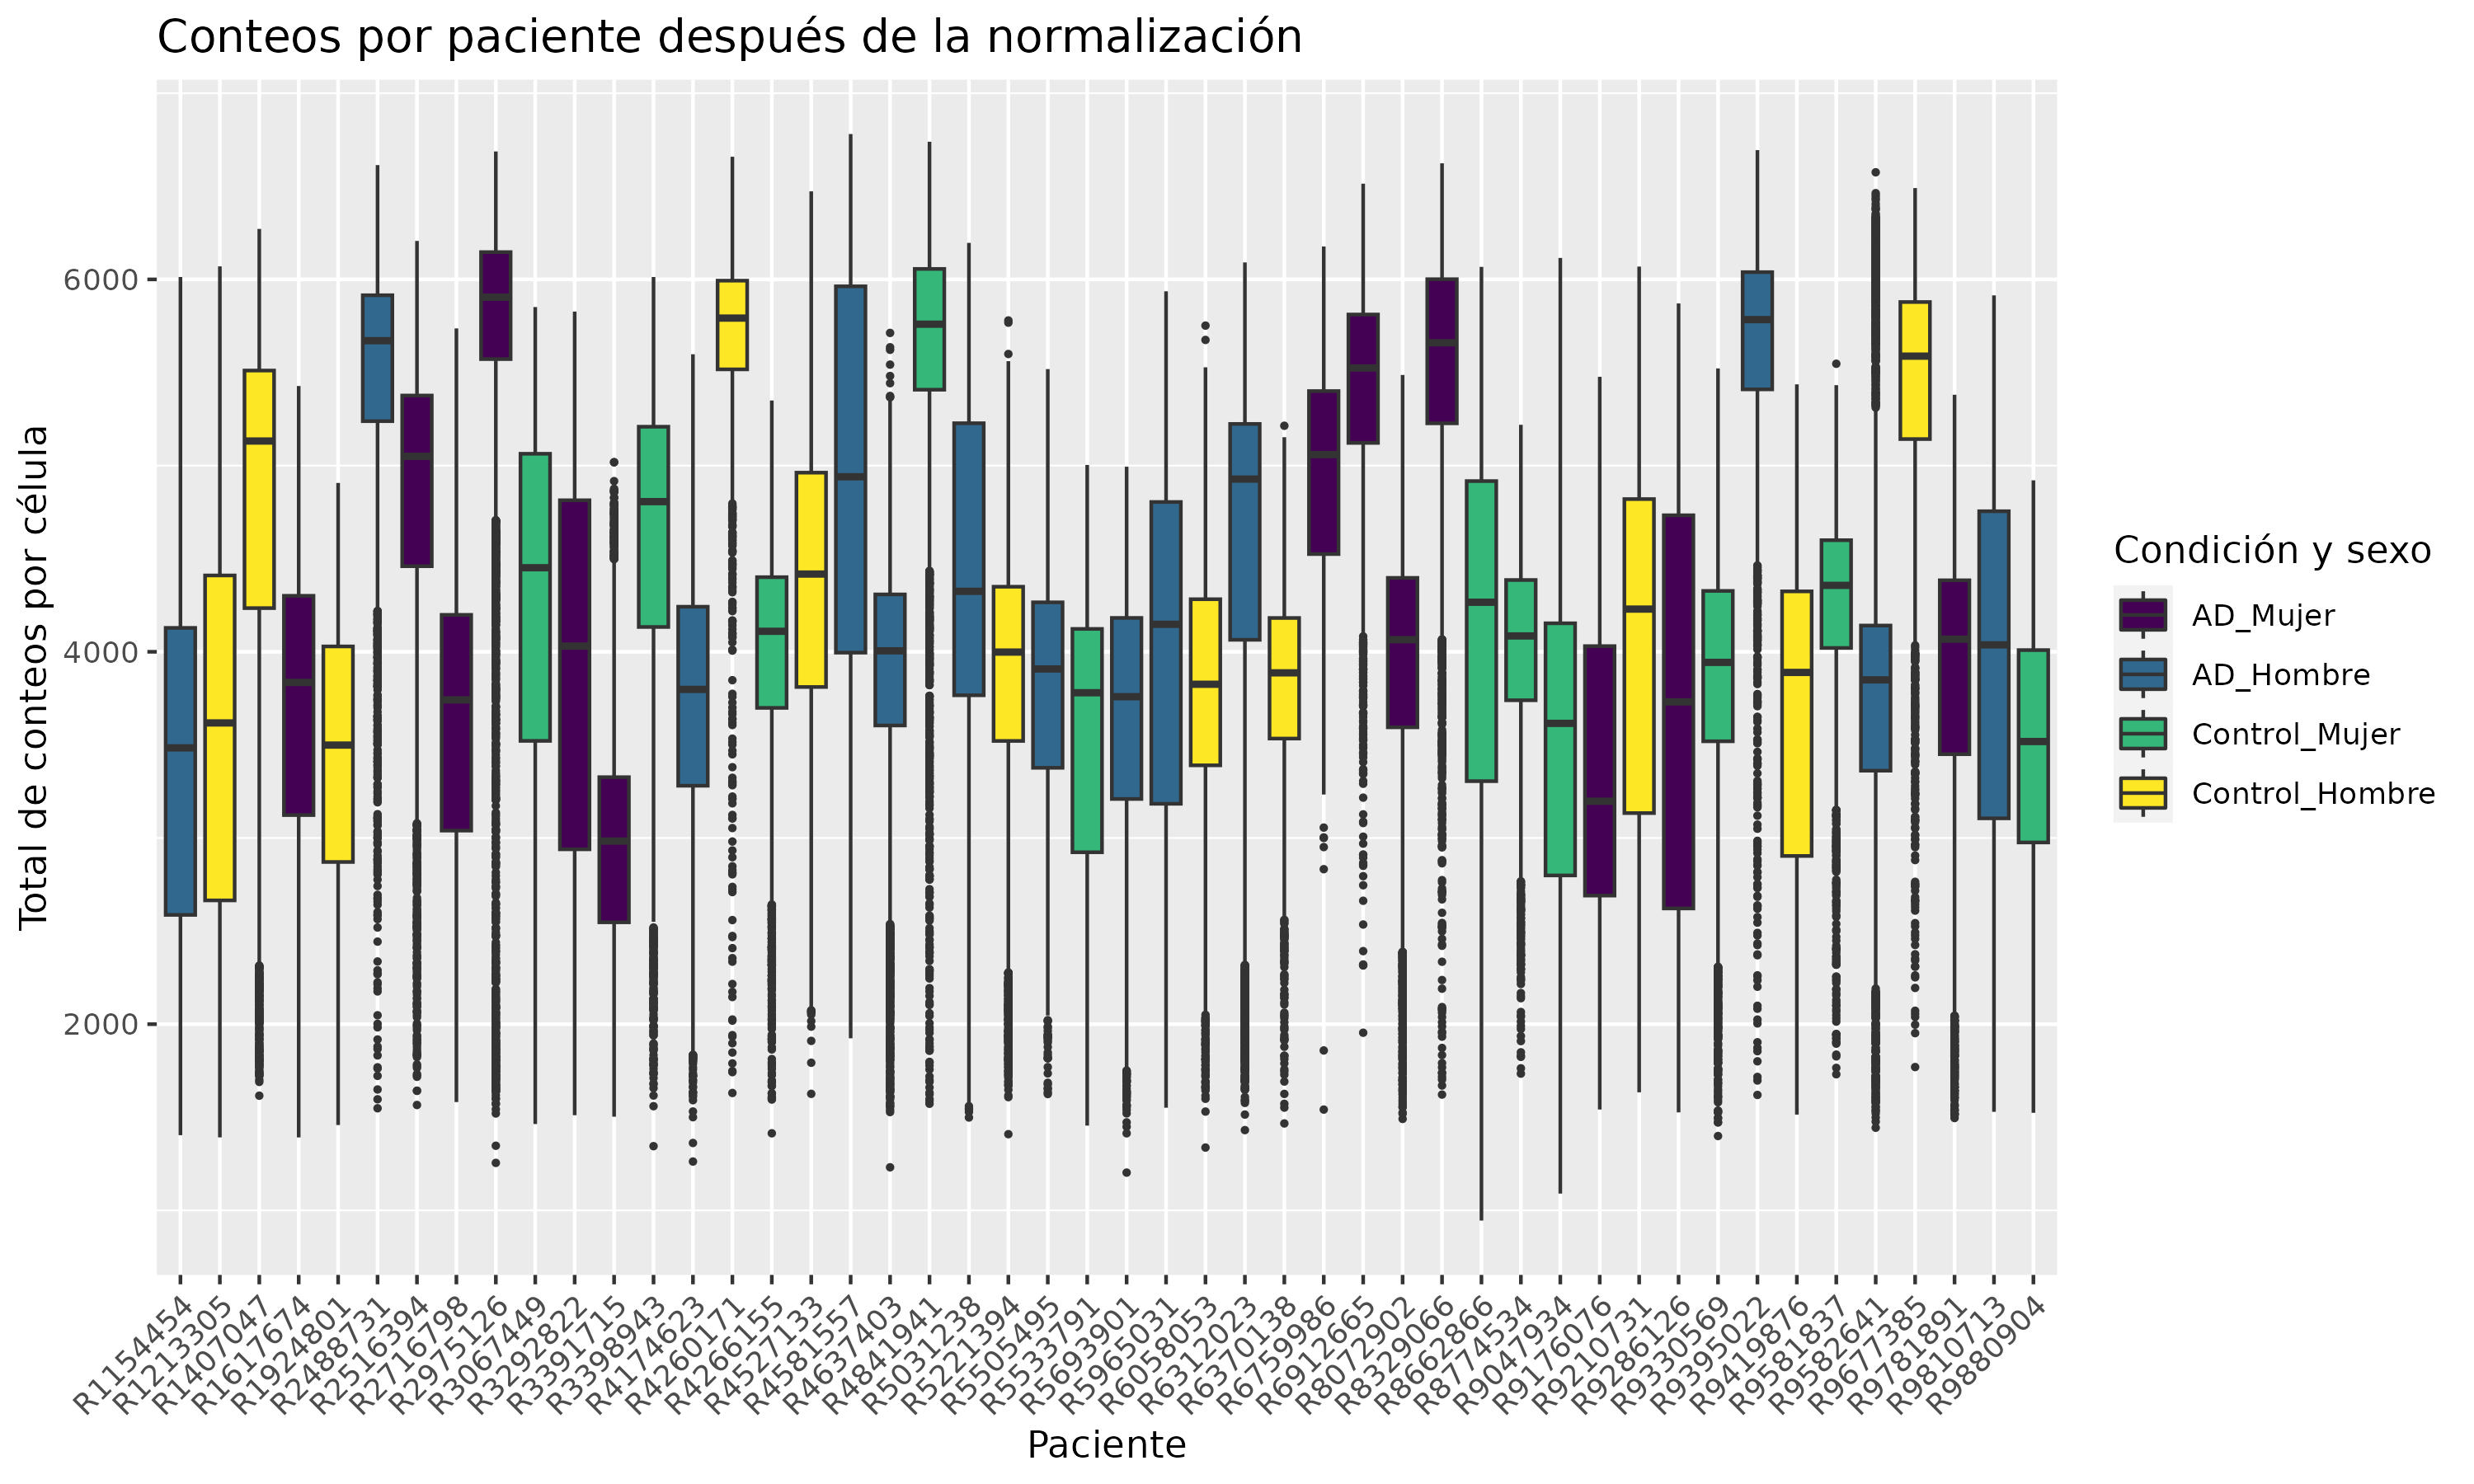 Conteos por paciente después de la normalización
Total de conteos por célula
6000
4000
2000
R1154454
R1213305
R1407047
R1617674
R1924801
R2488731
R2516394
R2716798
R2975126
R3067449
R3292822
R3391715
R3398943
R4174623
R4260171
R4266155
R4527133
R4581557
R4637403
R4841941
R5031238
R5221394
R5505495
R5533791
R5693901
R5965031
R6058053
R6312023
R6370138
R6759986
R6912665
R8072902
R8329066
R8662866
R8774534
R9047934
R9176076
R9210731
R9286126
R9330569
R9395022
R9419876
R9581837
R9582641
R9677385
R9781891
R9810713
R9880904
Paciente
Condición y sexo
AD_Mujer
AD_Hombre
Control_Mujer
Control_Hombre